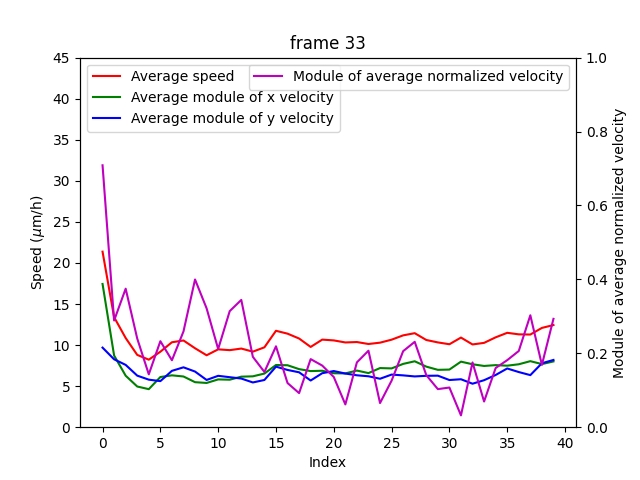 frame 33
Average speed
Average module of x velocity
Average module of y velocity
Module of average normalized velocity
45
40
35
30
25
20
15
10
5
0
Speed (μm/h)
1.0
0.8
0.6
0.4
0.2
0.0
Module of average normalized velocity
0 5 10 15 20 25 30 35 40
Index